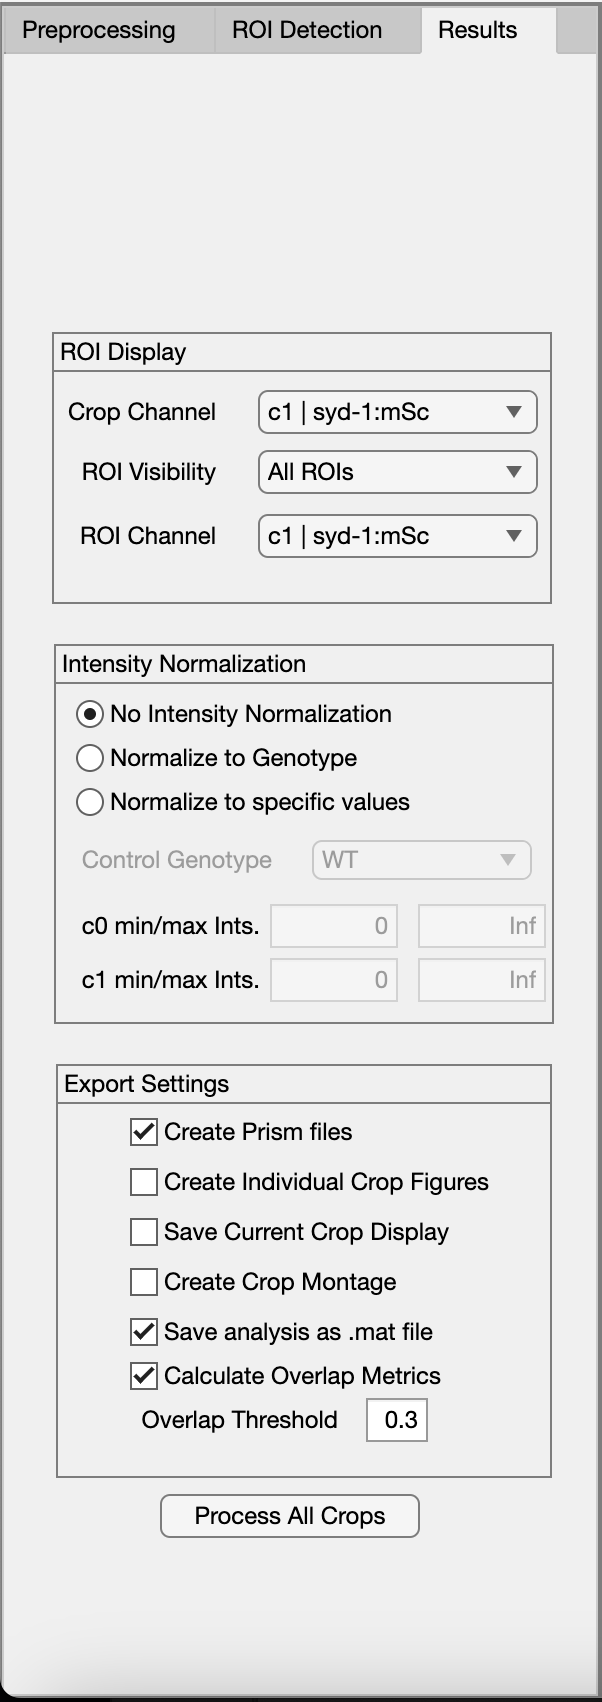 Preprocessing ROI Detection Results
ROI Display
Crop Channel c1 | syd-1:mSc
ROI Visibility All ROIs
ROI Channel c1 | syd-1:mSc
Intensity Normalization
No Intensity Normalization
Normalize to Genotype
Normalize to specific values
Control Genotype WT
c0 min/max Ints. 0 Inf
c1 min/max Ints. 0 Inf
Export Settings
Create Prism files
Create Individual Crop Figures
Save Current Crop Display
Create Crop Montage
Save analysis as .mat file
Calculate Overlap Metrics
Overlap Threshold 0.3
Process All Crops